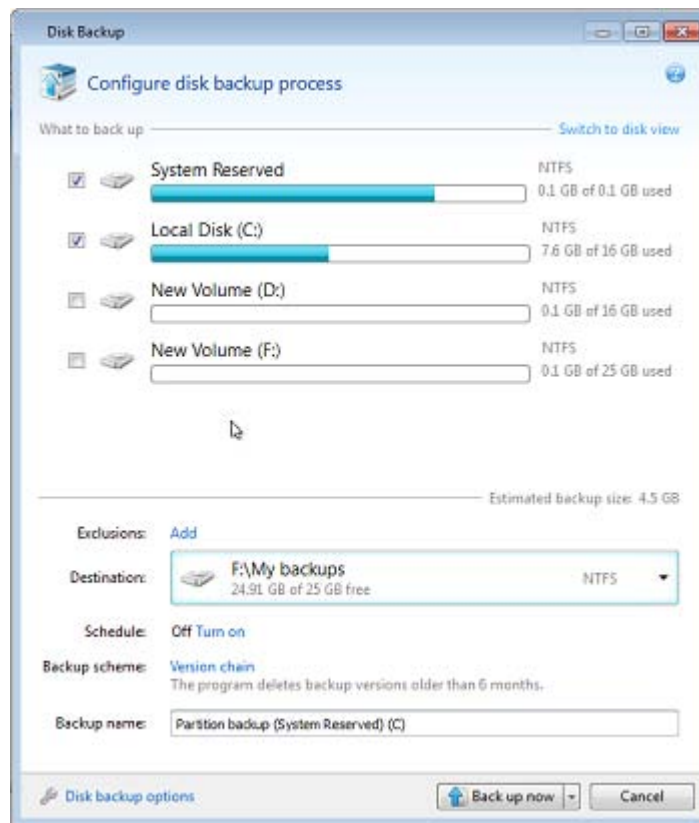 Disk Backup
Configure disk backup process
What to back up
Switch to disk view
System Reserved
NTFS
0.1 GB of 0.1 GB used
Local Disk (C:)
NTFS
7.6 GB of 16 GB used
New Volume (D:)
NTFS
0.1 GB of 16 GB used
New Volume (F:)
NTFS
0.1 GB of 25 GB used
Estimated backup size: 4.5 GB
Exclusions: Add
Destination: F:\My backups
24.91 GB of 25 GB free
NTFS
Schedule: Off Turn on
Backup scheme: Version chain
The program deletes backup versions older than 6 months.
Backup name: Partition backup (System Reserved) (C)
Disk backup options
Back up now
Cancel